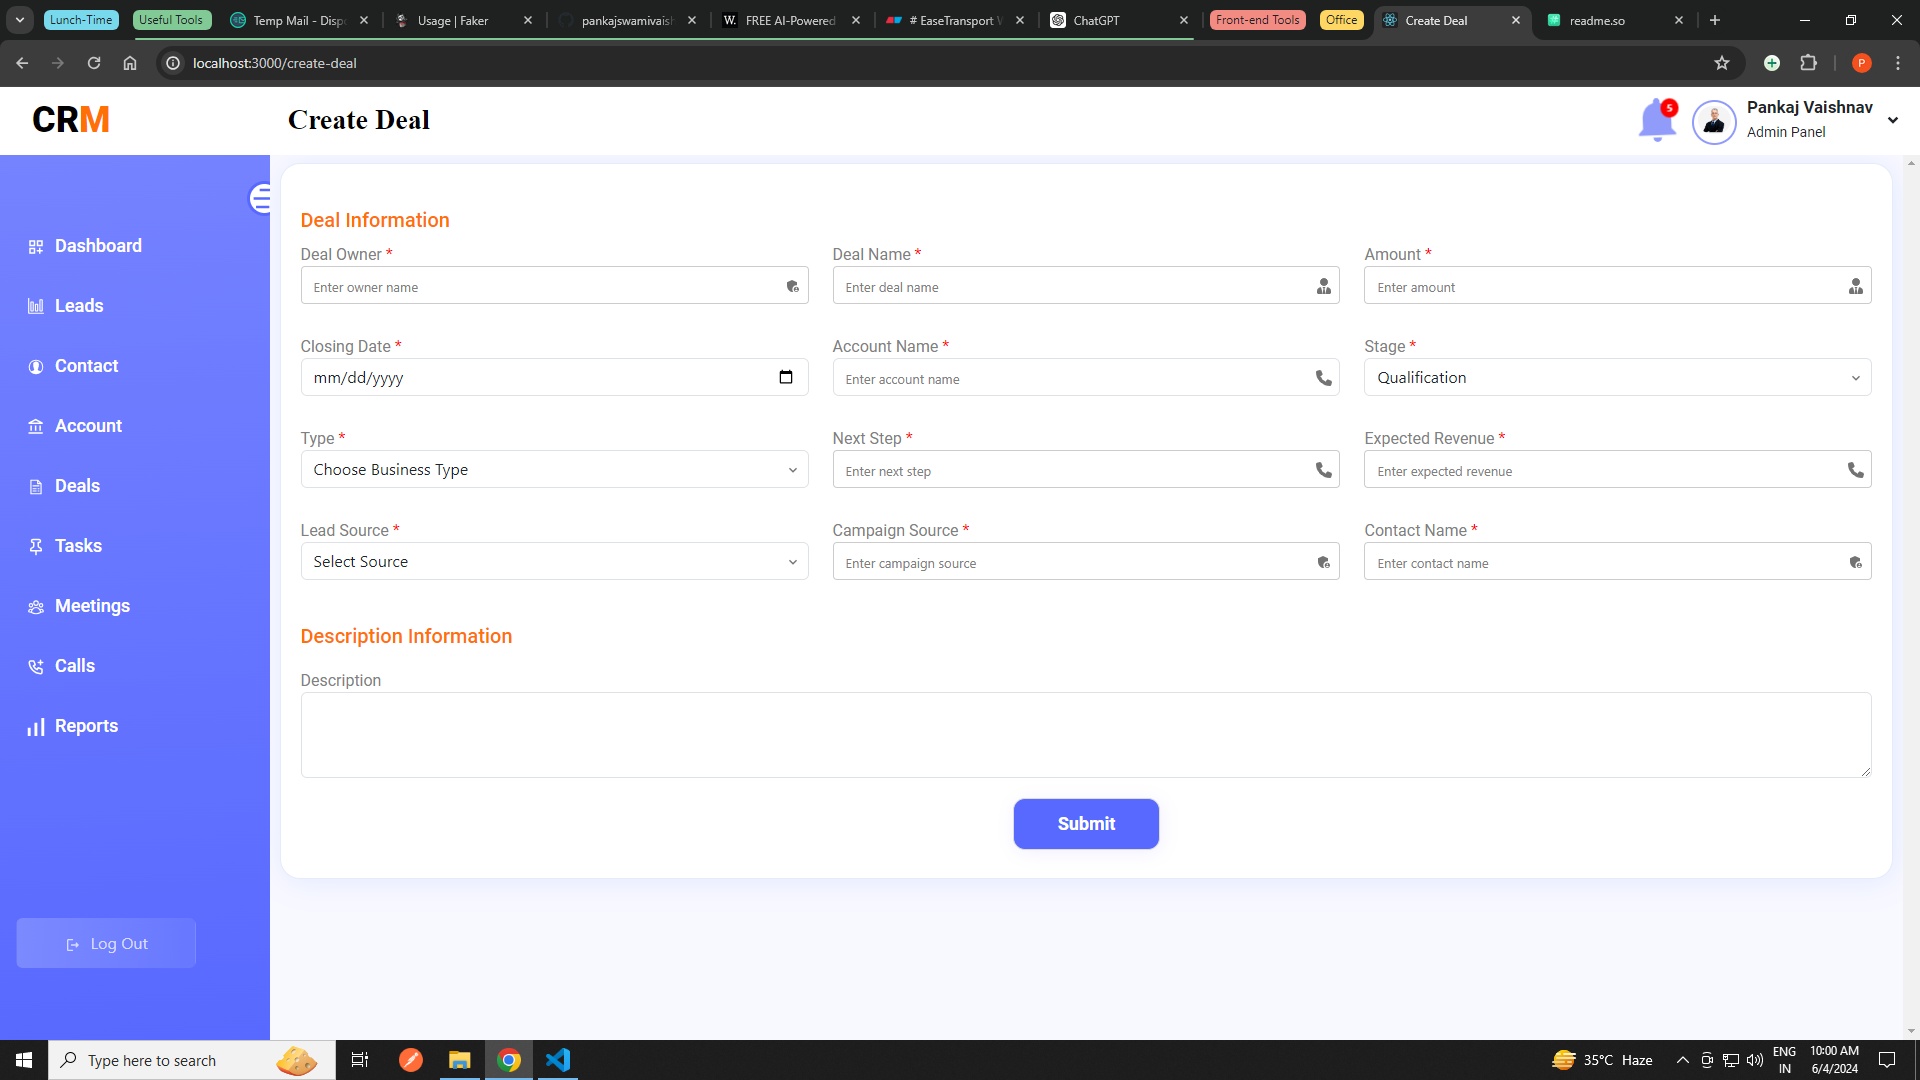 Lunch-Time Useful Tools Temp Mail - Disp Usage | Faker pankajswamivaish FREE AI-Powered # EaseTransport ChatGPT Front-end Tools Office Create Deal readme.so
localhost:3000/create-deal P
CRM Create Deal 5 Pankaj Vaishnav
Admin Panel
Deal Information
Deal Owner * Deal Name * Amount *
Enter owner name Enter deal name Enter amount
Closing Date * Account Name * Stage *
mm/dd/yyyy Enter account name Qualification
Type * Next Step * Expected Revenue *
Choose Business Type Enter next step Enter expected revenue
Lead Source * Campaign Source * Contact Name *
Select Source Enter campaign source Enter contact name
Description Information
Description
Submit
Dashboard
Leads
Contact
Account
Deals
Tasks
Meetings
Calls
Reports
Log Out
Type here to search 35°C Haze ENG 10:00 AM
IN 6/4/2024